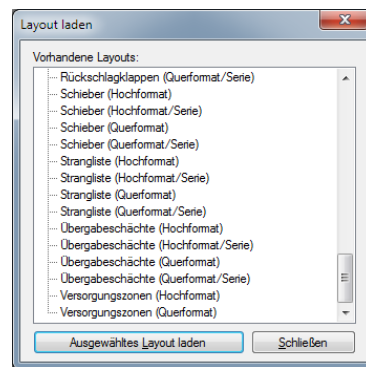 Layout laden
Vorhandene Layouts:
Rückschlagklappen (Querformat/Serie)
Schieber (Hochformat)
Schieber (Hochformat/Serie)
Schieber (Querformat)
Schieber (Querformat/Serie)
Strangliste (Hochformat)
Strangliste (Hochformat/Serie)
Strangliste (Querformat)
Strangliste (Querformat/Serie)
Übergabeschächte (Hochformat)
Übergabeschächte (Hochformat/Serie)
Übergabeschächte (Querformat)
Übergabeschächte (Querformat/Serie)
Versorgungszonen (Hochformat)
Versorgungszonen (Querformat)
Ausgewähltes Layout laden
Schließen